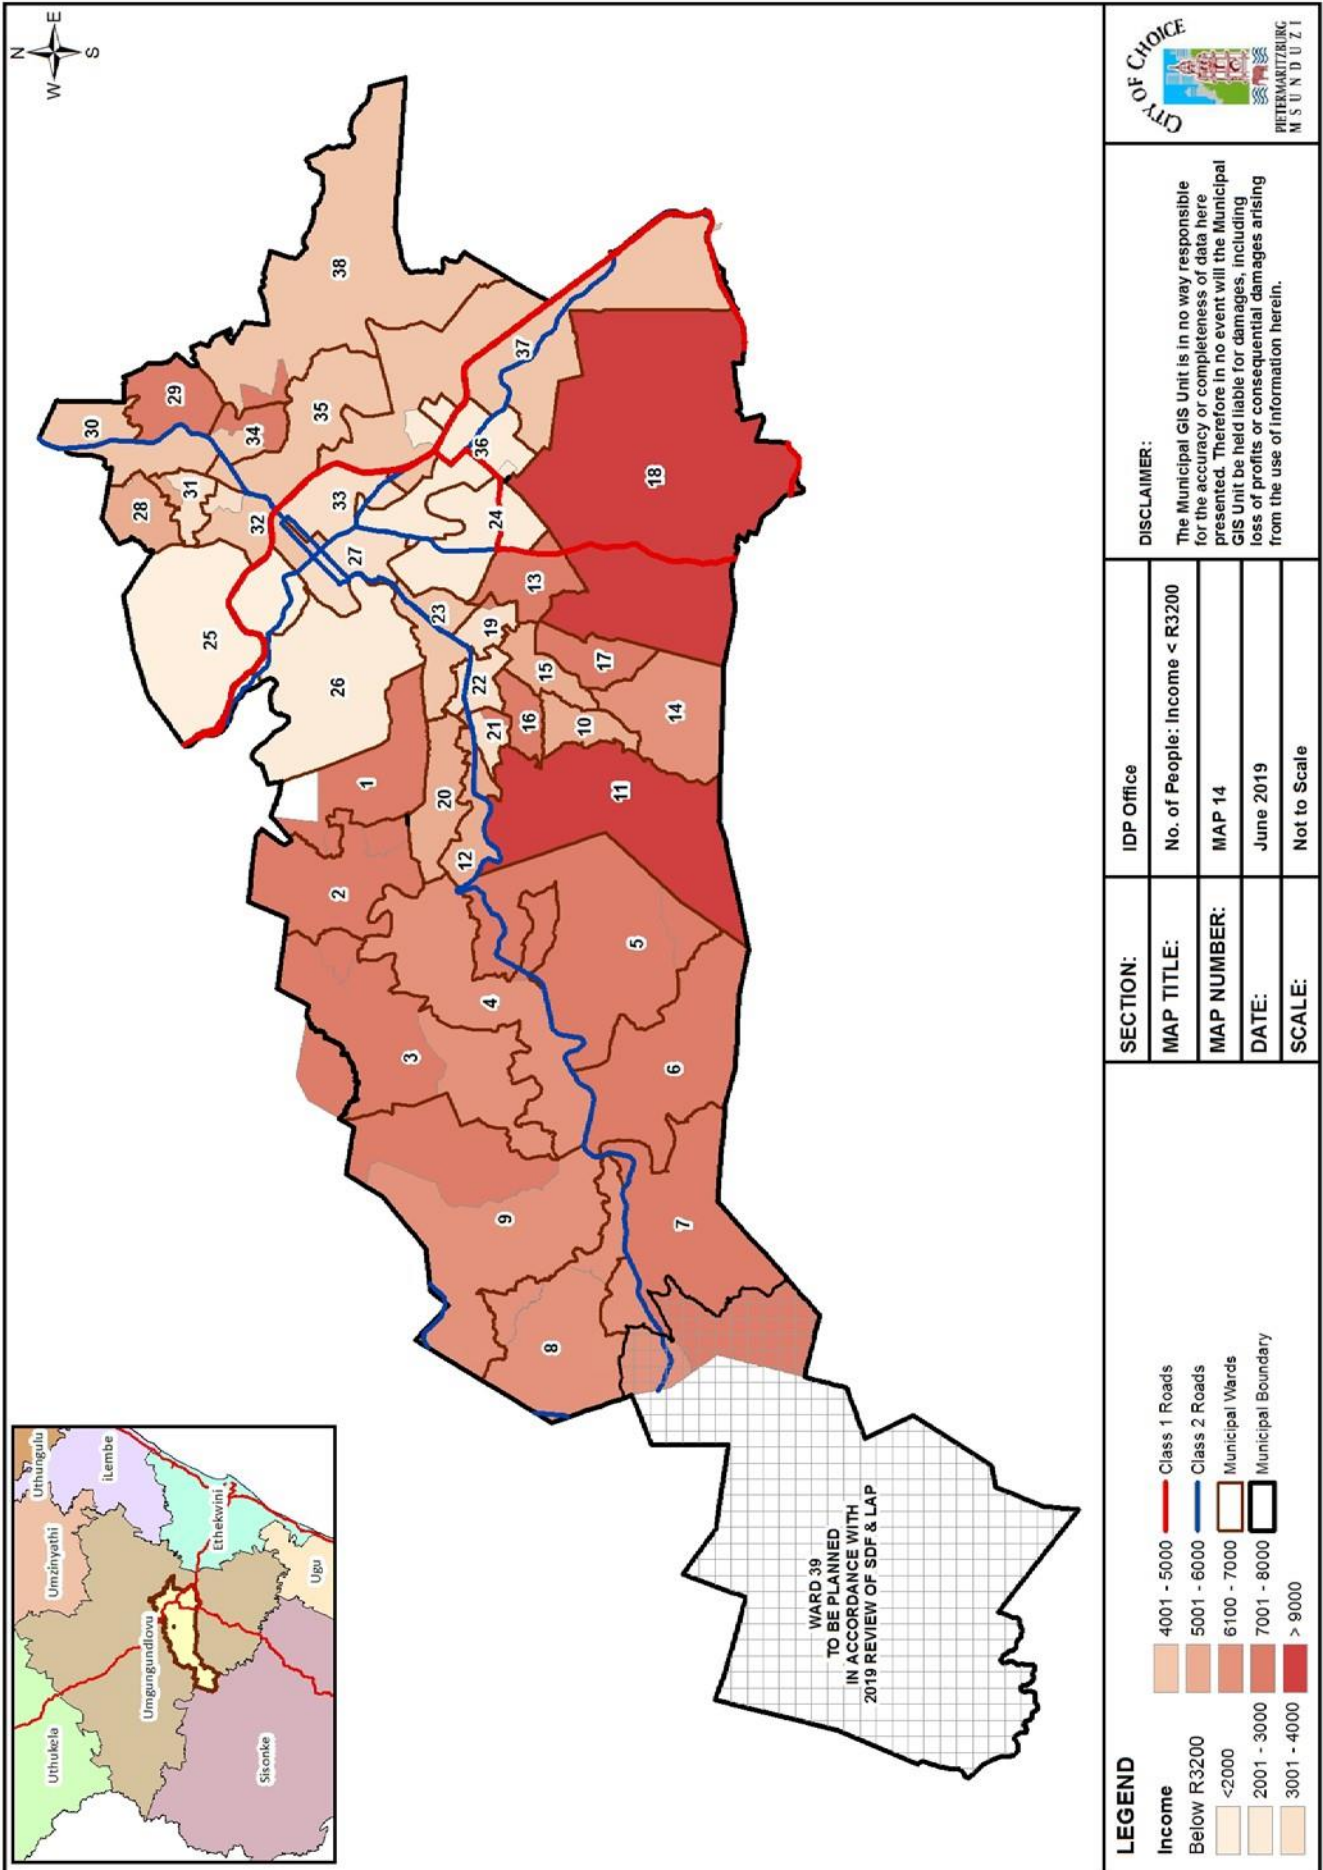 N
W
E
S
Uthukela
Umzinyathi
Uthungulu
iLembe
Umgungundlovu
Ethekwini
Sisonke
Ugu
30
29
28
31
34
38
25
32
35
33
27
37
26
36
24
23
19
13
18
1
22
15
17
2
20
21
16
10
14
12
11
3
4
5
6
9
7
8
WARD 39
TO BE PLANNED
IN ACCORDANCE WITH
2019 REVIEW OF SDF & LAP
LEGEND
Income
Below R3200
<2000
2001 - 3000
3001 - 4000
4001 - 5000
5001 - 6000
6100 - 7000
7001 - 8000
> 9000
Class 1 Roads
Class 2 Roads
Municipal Wards
Municipal Boundary
SECTION: IDP Office
MAP TITLE: No. of People: Income < R3200
MAP NUMBER: MAP 14
DATE: June 2019
SCALE: Not to Scale
DISCLAIMER:
The Municipal GIS Unit is in no way responsible
for the accuracy or completeness of data here
presented. Therefore in no event will the Municipal
GIS Unit be held liable for damages, including
loss of profits or consequential damages arising
from the use of information herein.
CITY OF CHOICE
PIETERMARITZBURG
MSUNDUZI